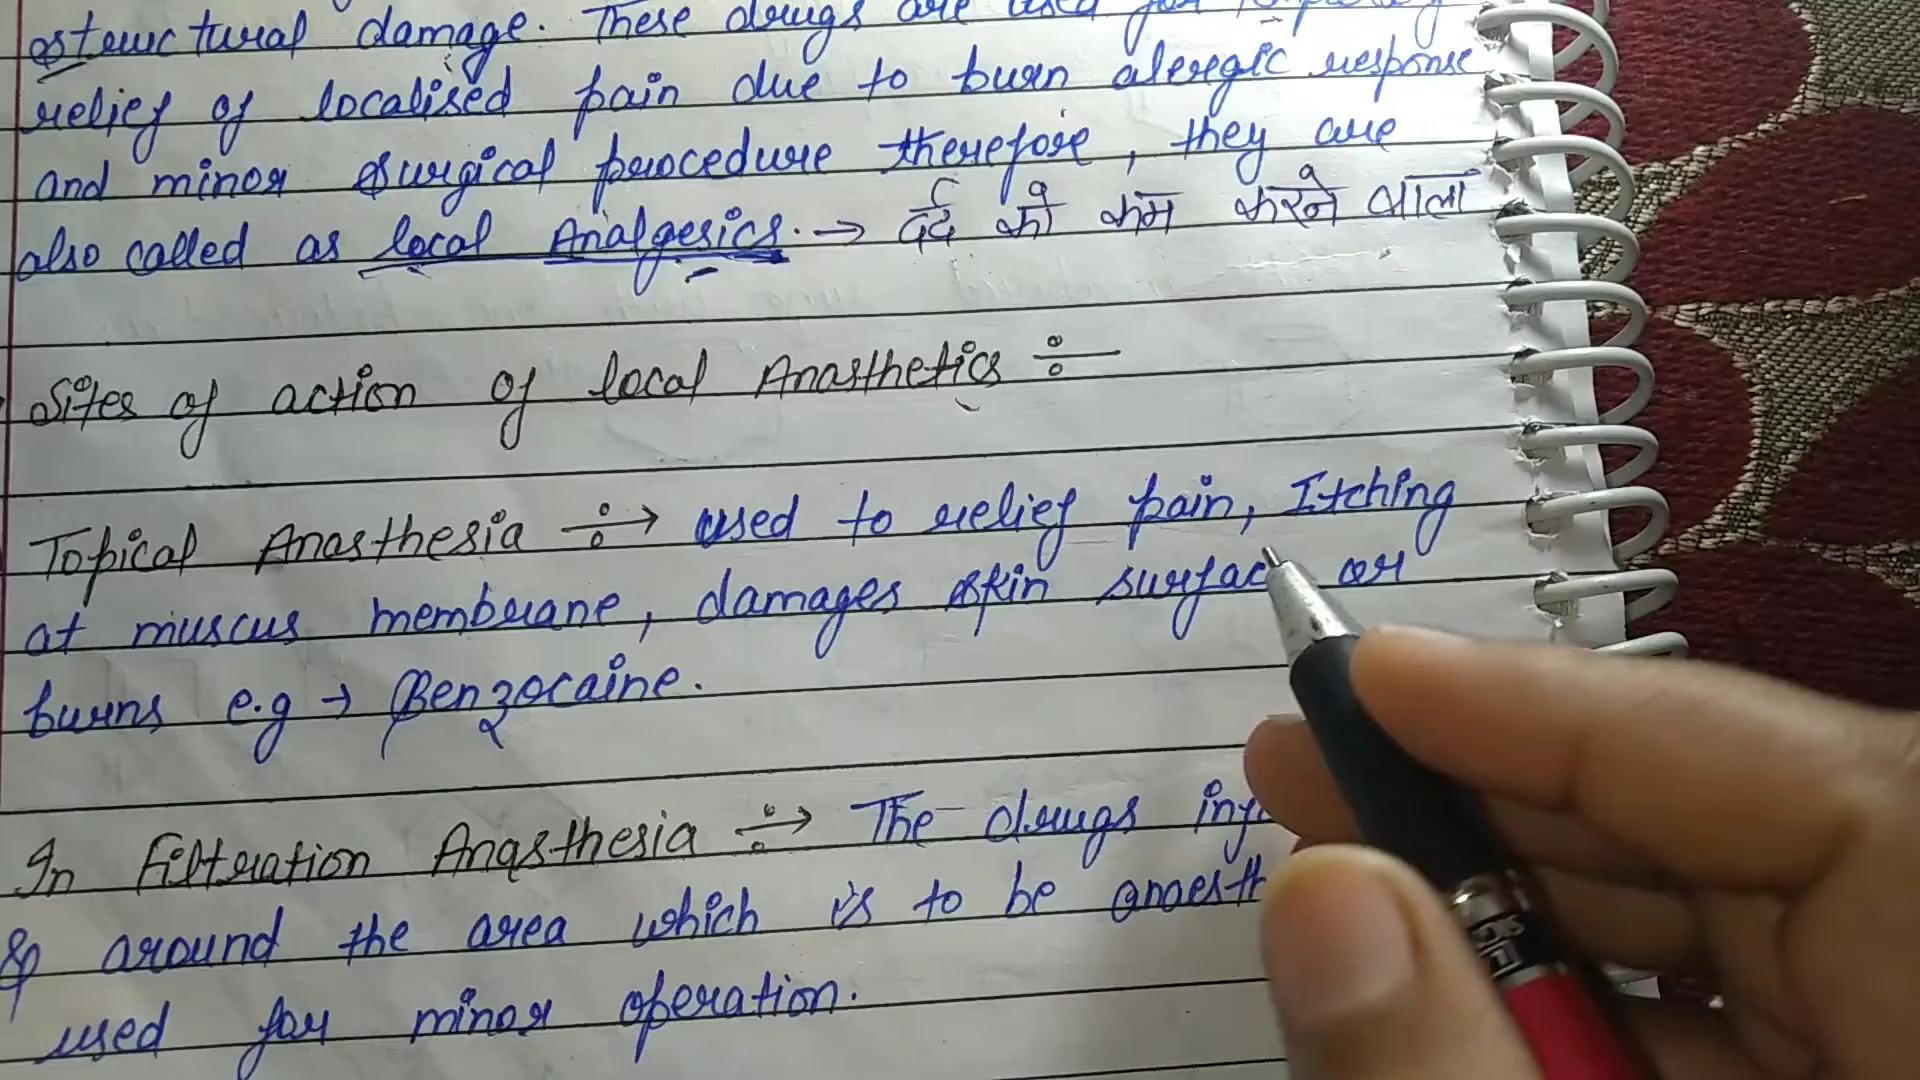 structural damage. These drugs are used for
relief of localised pain due to burn alergic response
and minor surgical procedure therefore, they are
also called as local Analgesics. → दर्द को कम करने वाला
Sites of action of local Anasthetics ÷
Topical Anasthesia ÷→ used to relief pain, Itching
at muscus membrane, damages skin surface or
burns e.g → Benzocaine.
In filtration Anasthesia ÷→ The drugs
& around the area which is to be
used for minor operation.